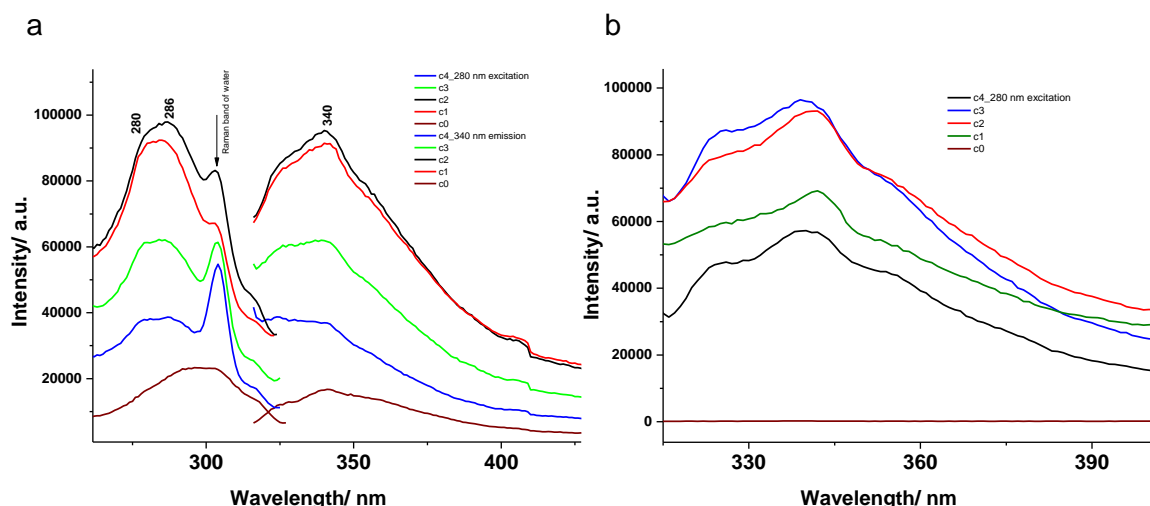 a
b
280
286
Raman band of water
340
c4_280 nm excitation
c3
c2
c1
c0
c4_340 nm emission
c3
c2
c1
c0
100000
80000
60000
40000
20000
300
350
400
Intensity/ a.u.
Wavelength/ nm
c4_280 nm excitation
c3
c2
c1
c0
100000
80000
60000
40000
20000
0
330
360
390
Intensity/ a.u.
Wavelength/ nm